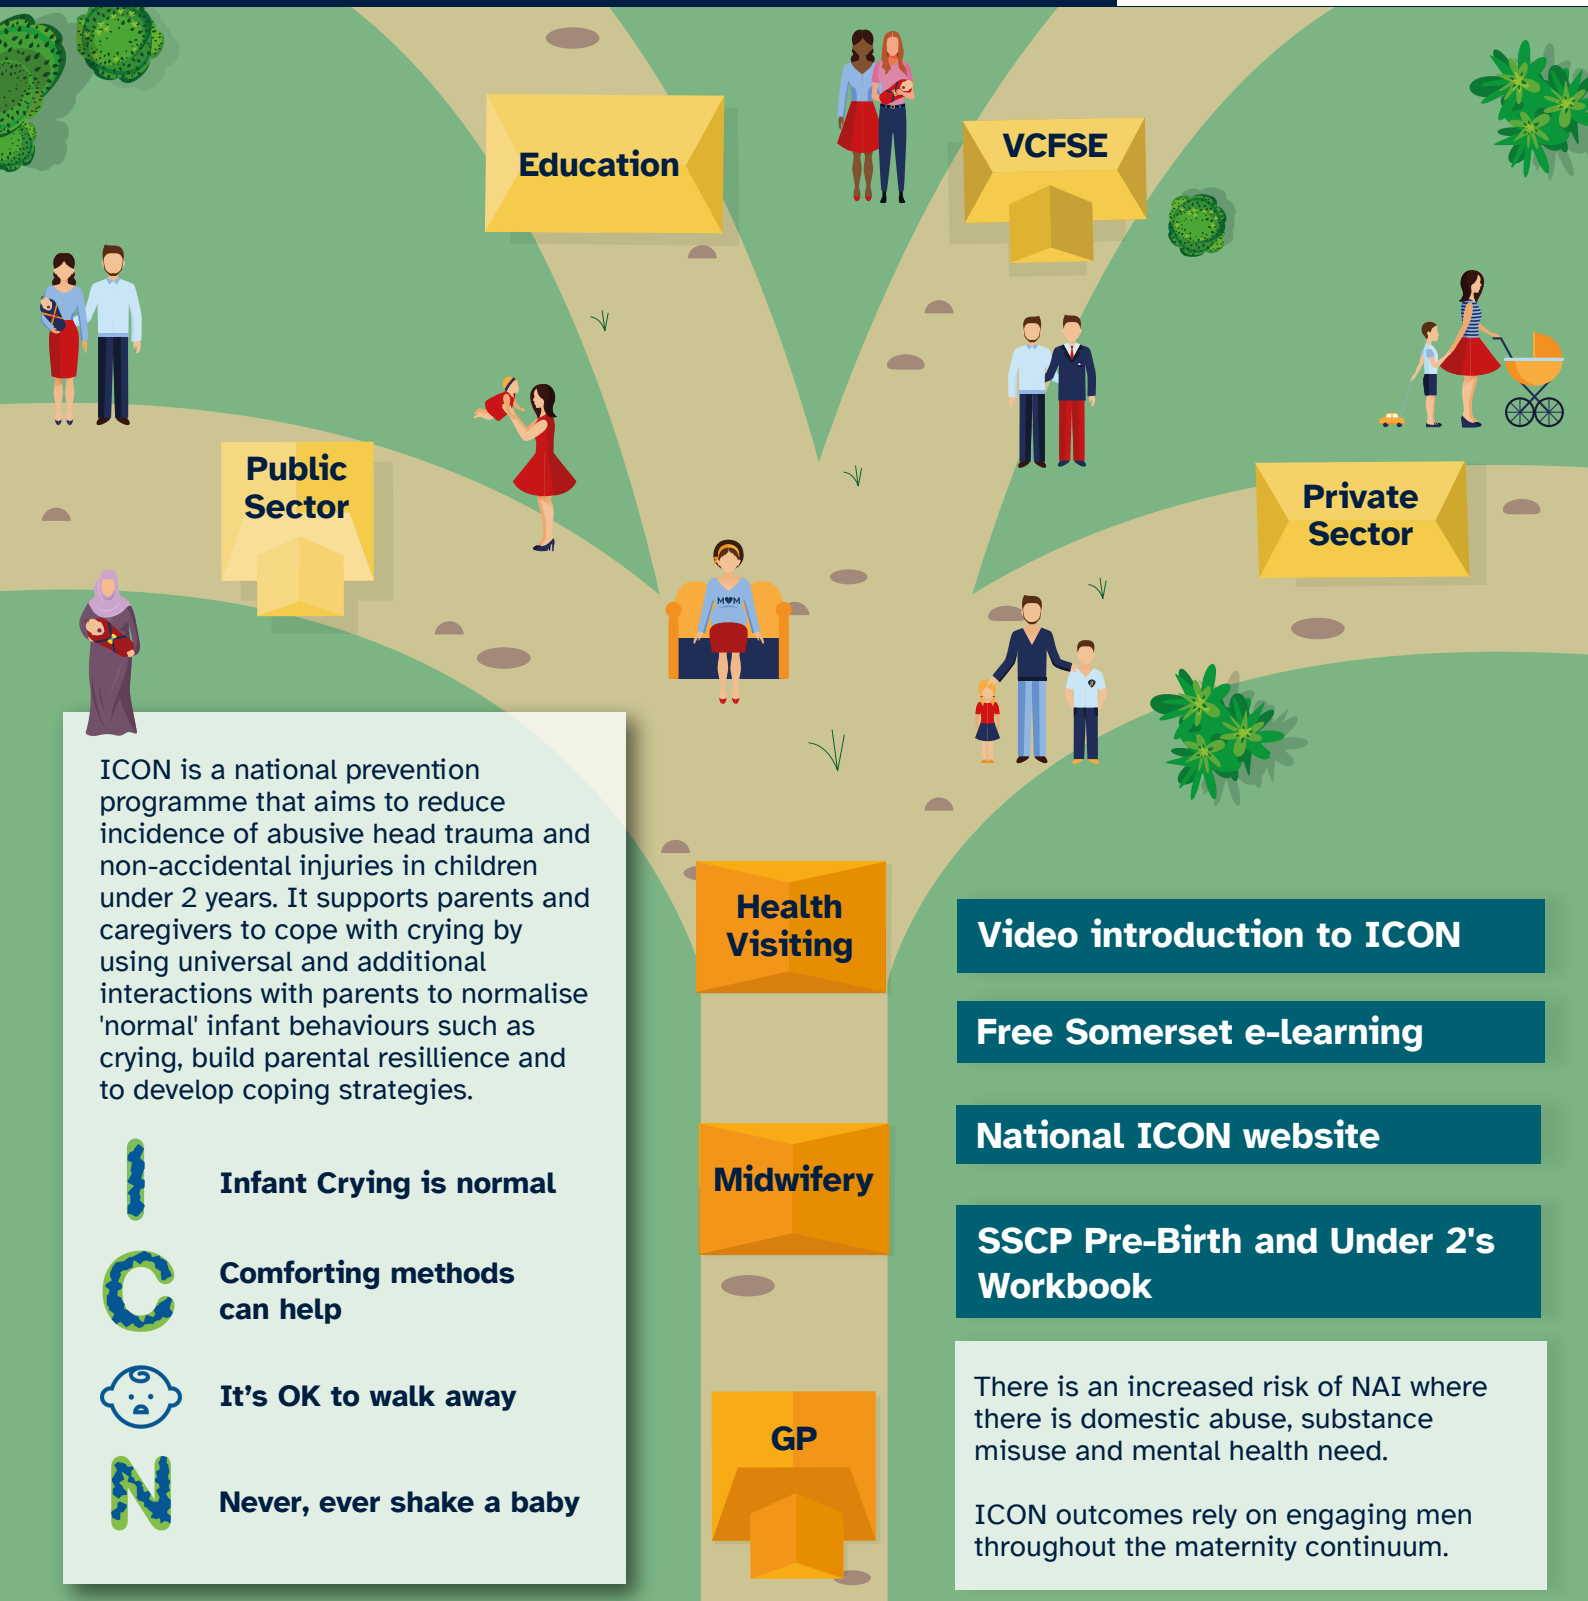 Education
VCFSE
Public
Sector
Private
Sector
M♥M
ICON is a national prevention
programme that aims to reduce
incidence of abusive head trauma and
non-accidental injuries in children
under 2 years. It supports parents and
caregivers to cope with crying by
using universal and additional
interactions with parents to normalise
'normal' infant behaviours such as
crying, build parental resillience and
to develop coping strategies.
I
Infant Crying is normal
C
Comforting methods
can help
It’s OK to walk away
N
Never, ever shake a baby
Health
Visiting
Midwifery
GP
Video introduction to ICON
Free Somerset e-learning
National ICON website
SSCP Pre-Birth and Under 2's
Workbook
There is an increased risk of NAI where
there is domestic abuse, substance
misuse and mental health need.
ICON outcomes rely on engaging men
throughout the maternity continuum.